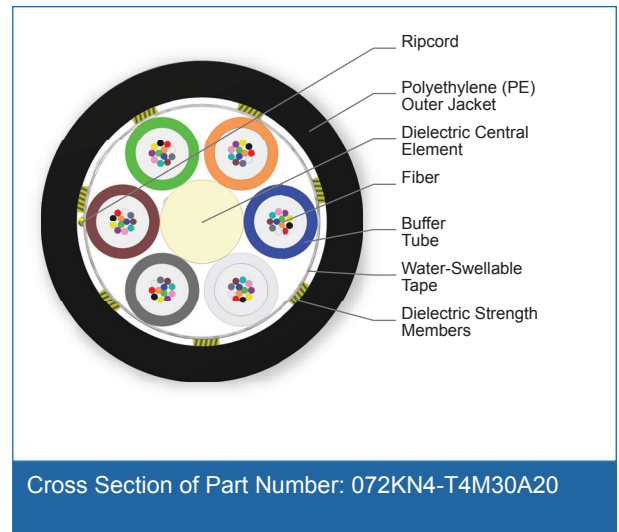 Ripcord
Polyethylene (PE)
Outer Jacket
Dielectric Central
Element
Fiber
Buffer
Tube
Water-Swellable
Tape
Dielectric Strength
Members
Cross Section of Part Number: 072KN4-T4M30A20